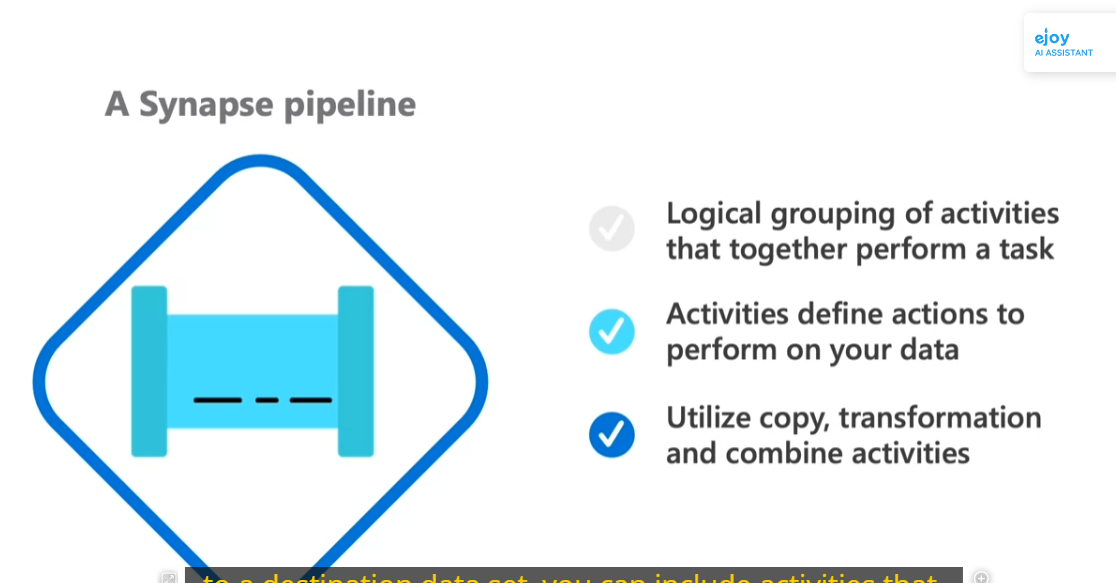 ejoy
AI ASSISTANT
A Synapse pipeline
Logical grouping of activities
that together perform a task
Activities define actions to
perform on your data
Utilize copy, transformation
and combine activities
to a destination data set, you can include activities that